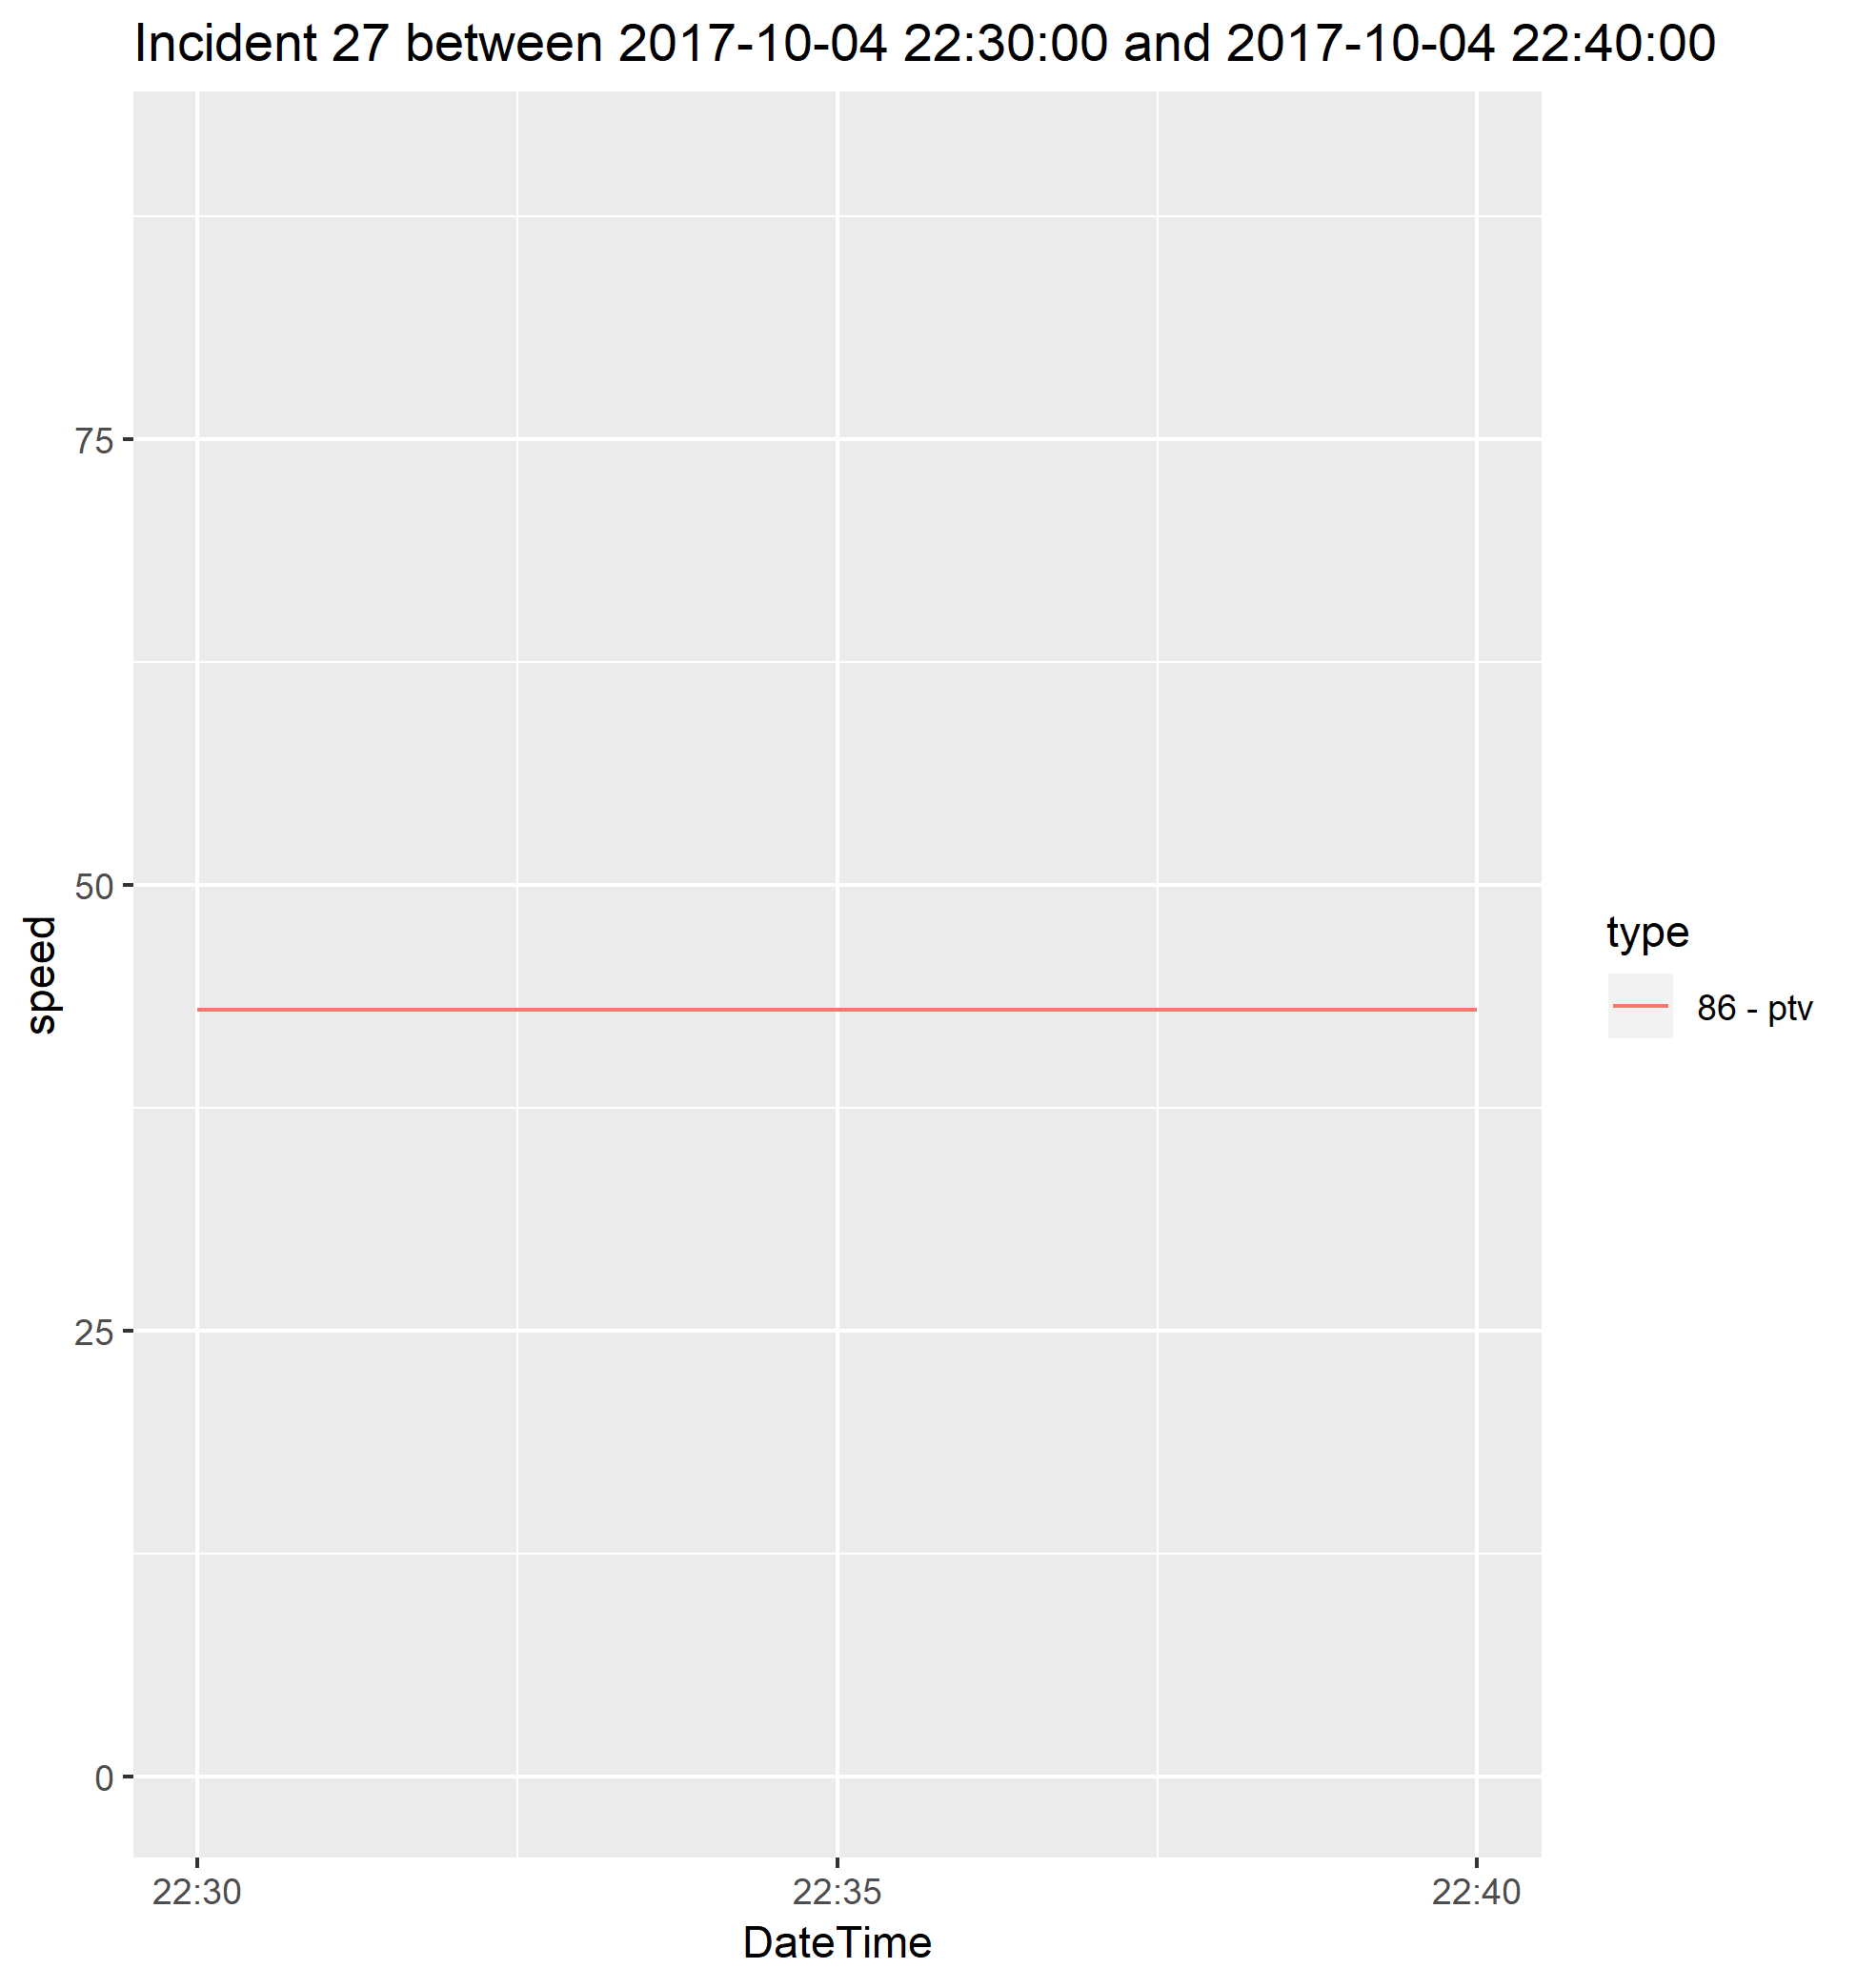 Incident 27 between 2017-10-04 22:30:00 and 2017-10-04 22:40:00
75
50
25
0
speed
22:30 22:35 22:40
DateTime
type
86 - ptv